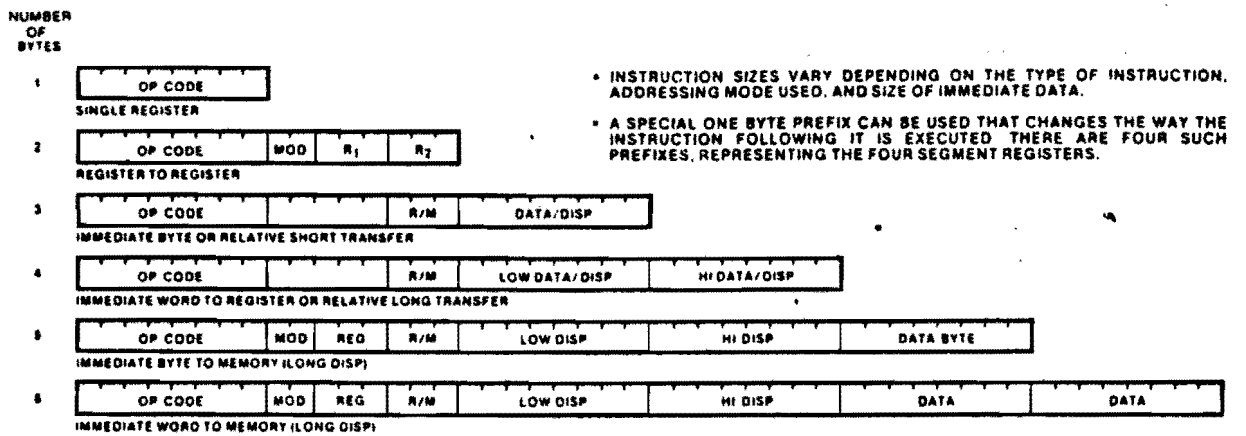 NUMBER
OF
BYTES
• INSTRUCTION SIZES VARY DEPENDING ON THE TYPE OF INSTRUCTION,
ADDRESSING MODE USED, AND SIZE OF IMMEDIATE DATA.
• A SPECIAL ONE BYTE PREFIX CAN BE USED THAT CHANGES THE WAY THE
INSTRUCTION FOLLOWING IT IS EXECUTED THERE ARE FOUR SUCH
PREFIXES, REPRESENTING THE FOUR SEGMENT REGISTERS.
1 OP CODE
SINGLE REGISTER
2 OP CODE MOD R1 R2
REGISTER TO REGISTER
3 OP CODE R/M DATA/DISP
IMMEDIATE BYTE OR RELATIVE SHORT TRANSFER
4 OP CODE R/M LOW DATA/DISP HI DATA/DISP
IMMEDIATE WORD TO REGISTER OR RELATIVE LONG TRANSFER
5 OP CODE MOD REG R/M LOW DISP HI DISP DATA BYTE
IMMEDIATE BYTE TO MEMORY (LONG DISP)
6 OP CODE MOD REG R/M LOW DISP HI DISP DATA DATA
IMMEDIATE WORD TO MEMORY (LONG DISP)